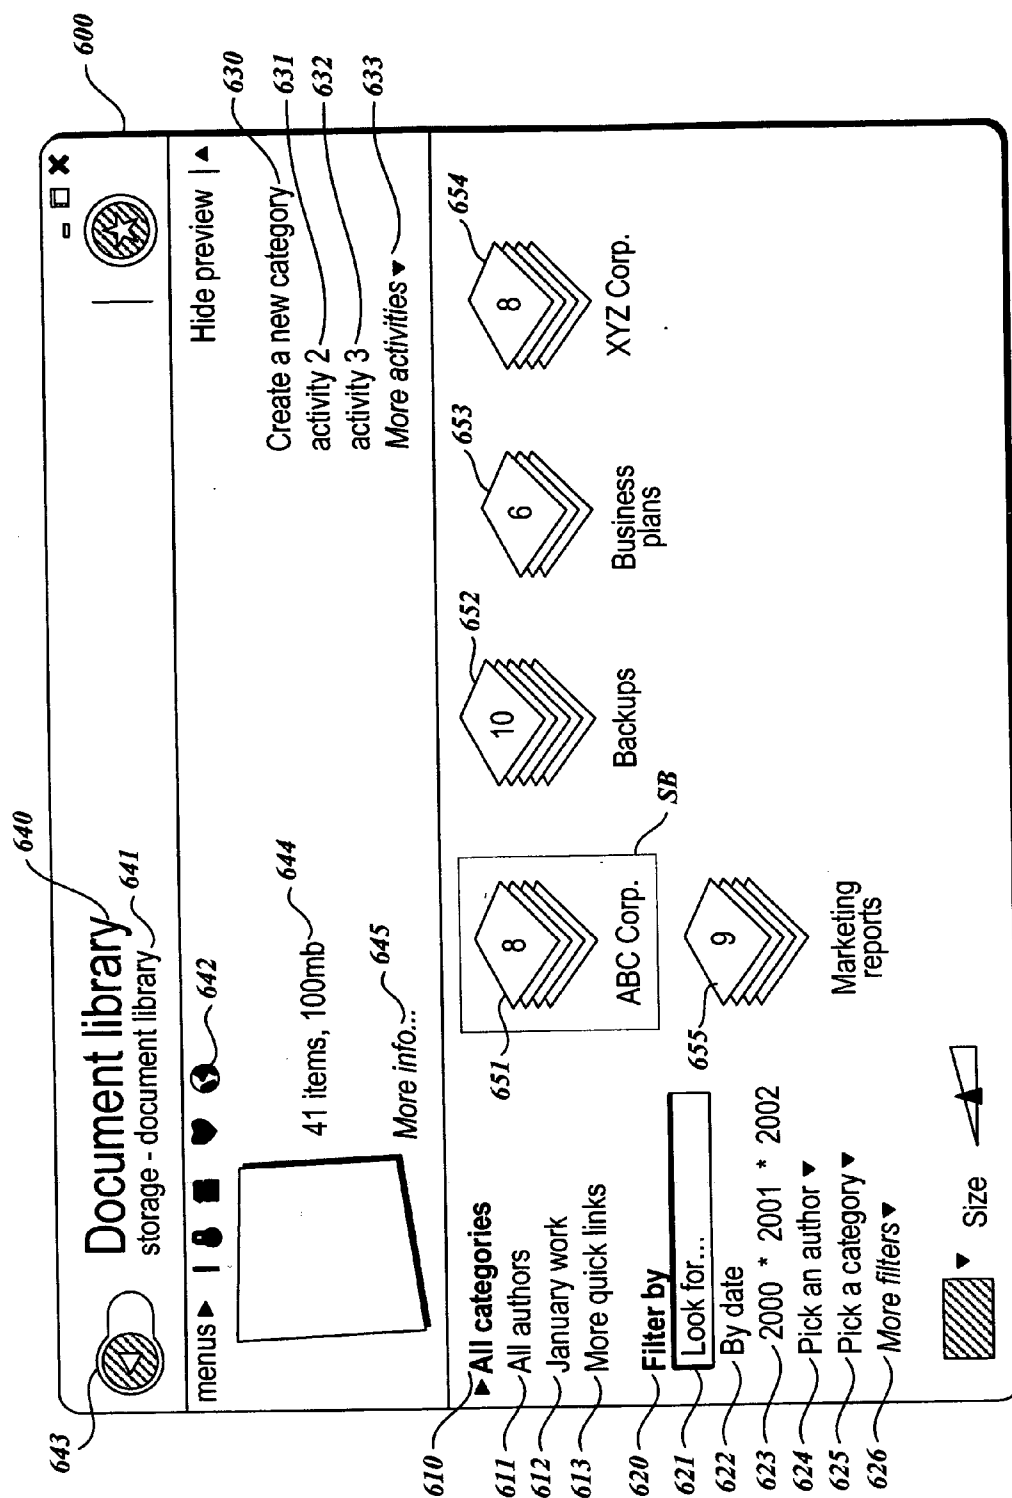 600
640
Document library
storage - document library
641
643
menus
642
Hide preview
41 items, 100mb
644
More info...
645
Create a new category
630
activity 2
631
activity 3
632
More activities
633
610
All categories
611
All authors
612
January work
613
More quick links
620
Filter by
621
Look for...
622
By date
623
2000 * 2001 * 2002
624
Pick an author
625
Pick a category
626
More filters
Size
651
8
ABC Corp.
SB
10
652
Backups
6
653
Business
plans
8
654
XYZ Corp.
655
9
Marketing
reports